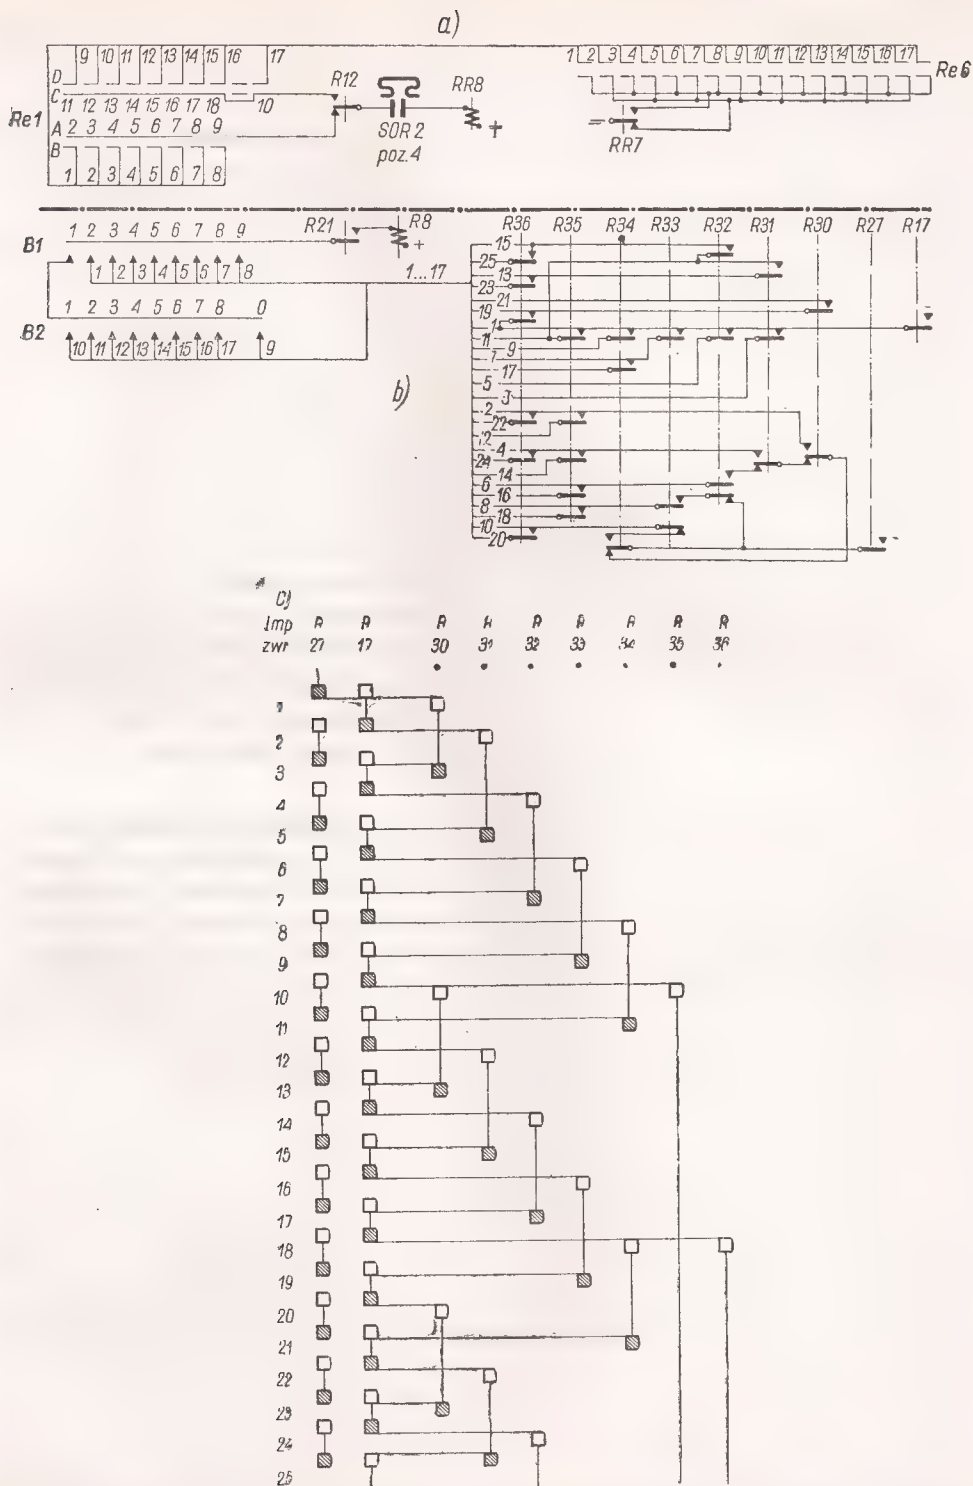 a)
9 10 11 12 13 14 15 16 17
D
C
11 12 13 14 15 16 17 18 10
Re1
A 2 3 4 5 6 7 8 9
B
1 2 3 4 5 6 7 8
R12
SOR 2
poz.4
RR8
+
1 2 3 4 5 6 7 8 9 10 11 12 13 14 15 16 17
Re6
RR7
B1
1 2 3 4 5 6 7 8 9
R21
R8
+
1 2 3 4 5 6 7 8
1...17
1 2 3 4 5 6 7 8 0
B2
10 11 12 13 14 15 16 17 9
b)
R36 R35 R34 R33 R32 R31 R30 R27 R17
15
25
13
23
21
19
1
11
9
7
17
5
3
2
22
12
4
24
14
6
16
8
18
10
20
c)
Imp R R R R R R R R R
zwr 27 17 30 31 32 33 34 35 36
1
2
3
4
5
6
7
8
9
10
11
12
13
14
15
16
17
18
19
20
21
22
23
24
25